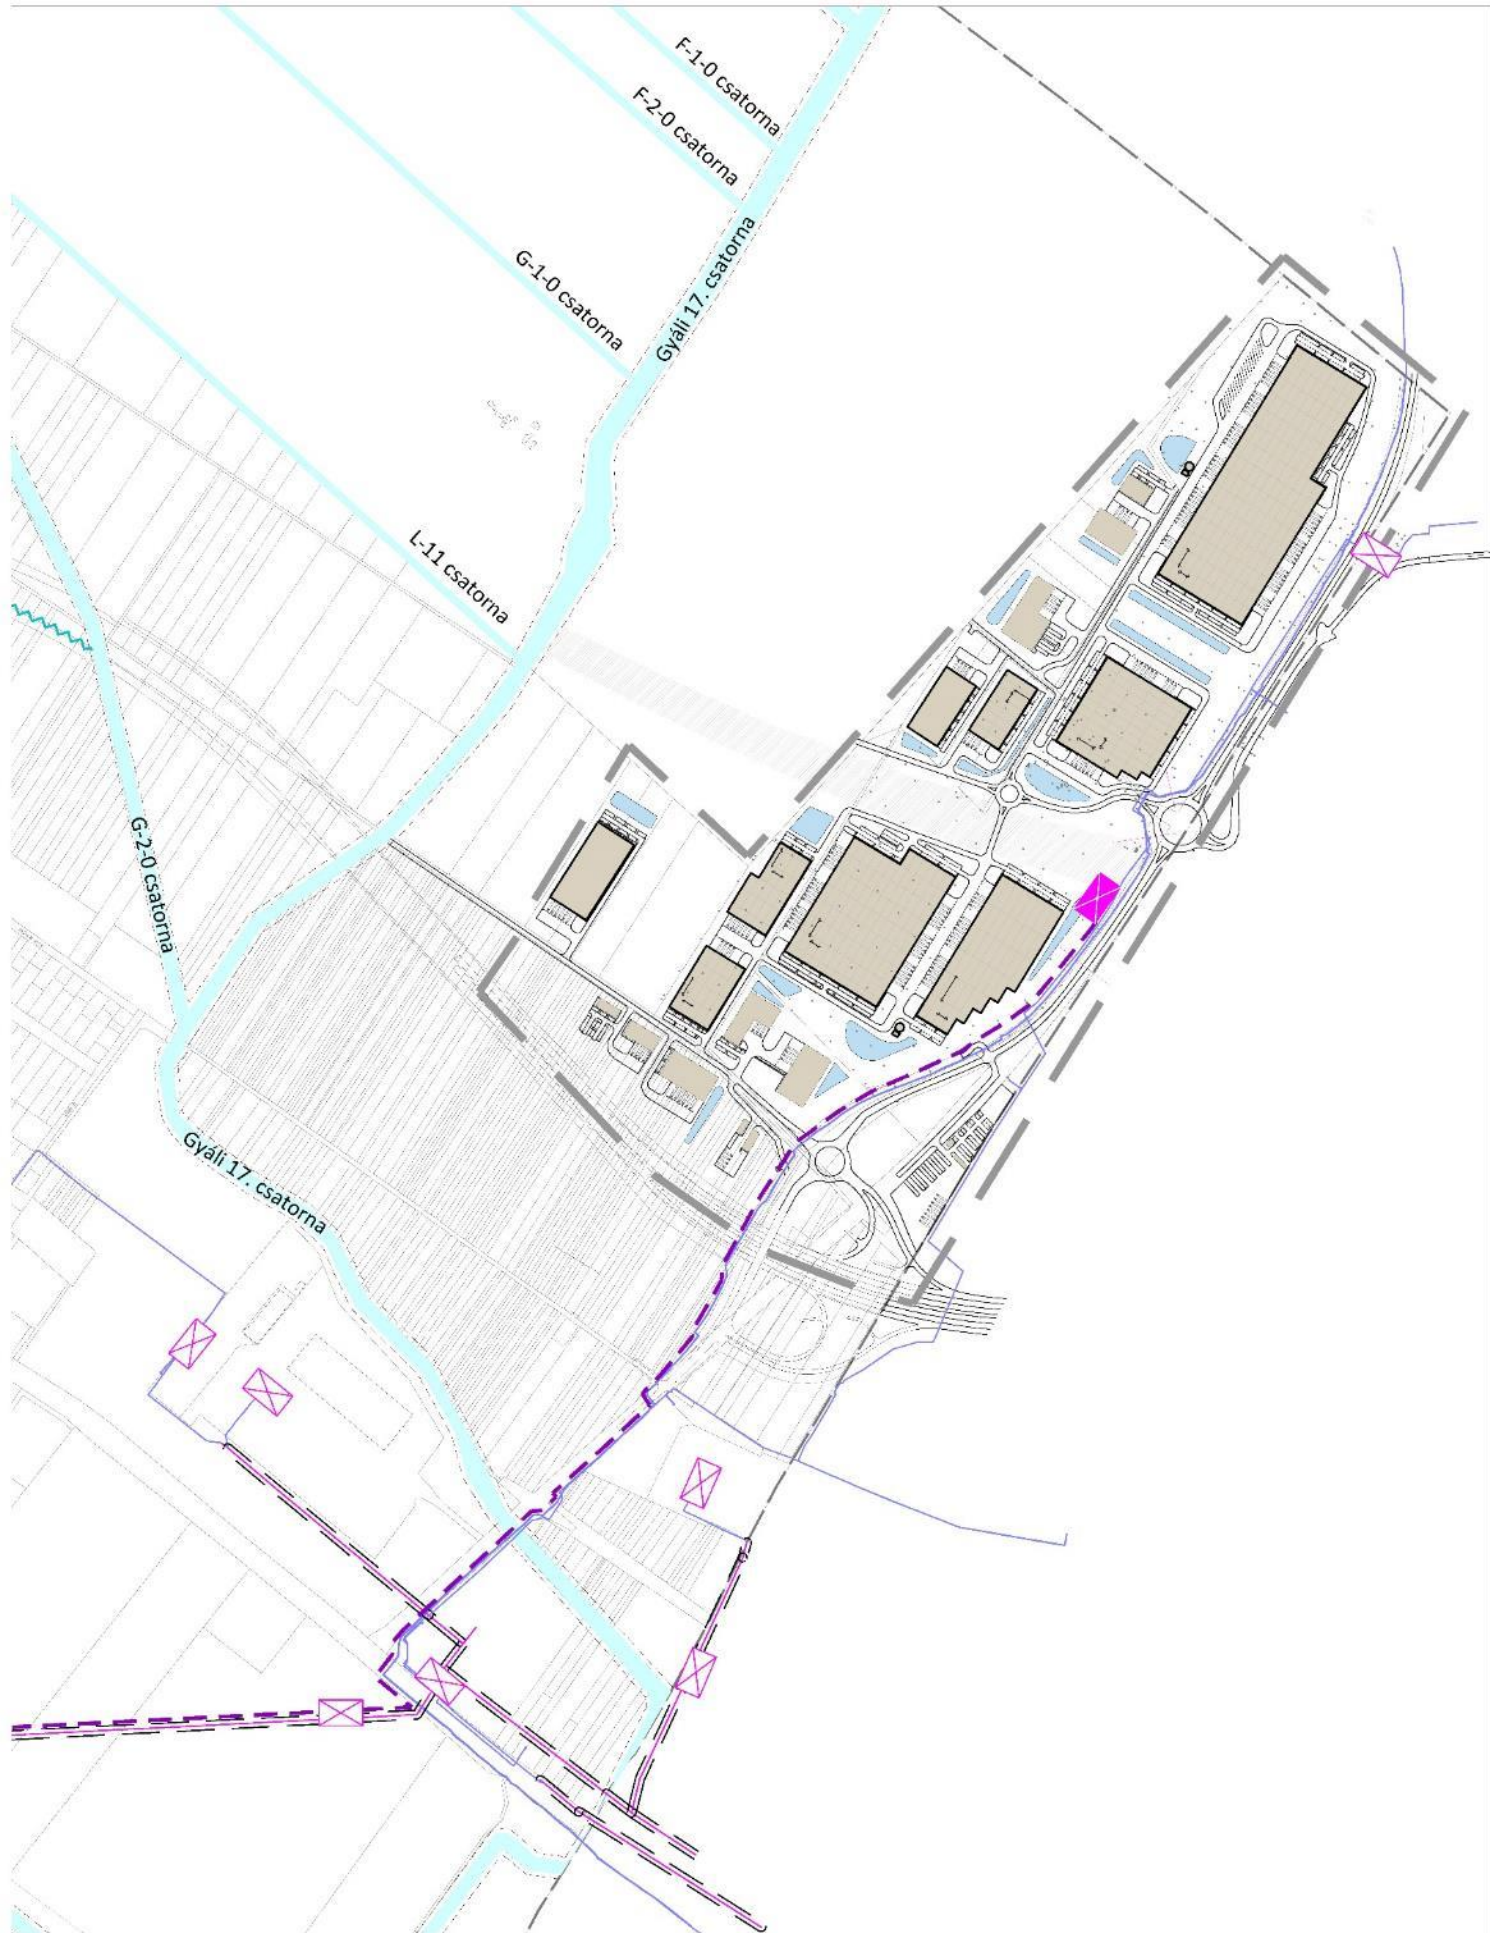 F-1-0 csatorna
F-2-0 csatorna
G-1-0 csatorna
Gyáli 17. csatorna
L-11 csatorna
G-2-0 csatorna
Gyáli 17. csatorna